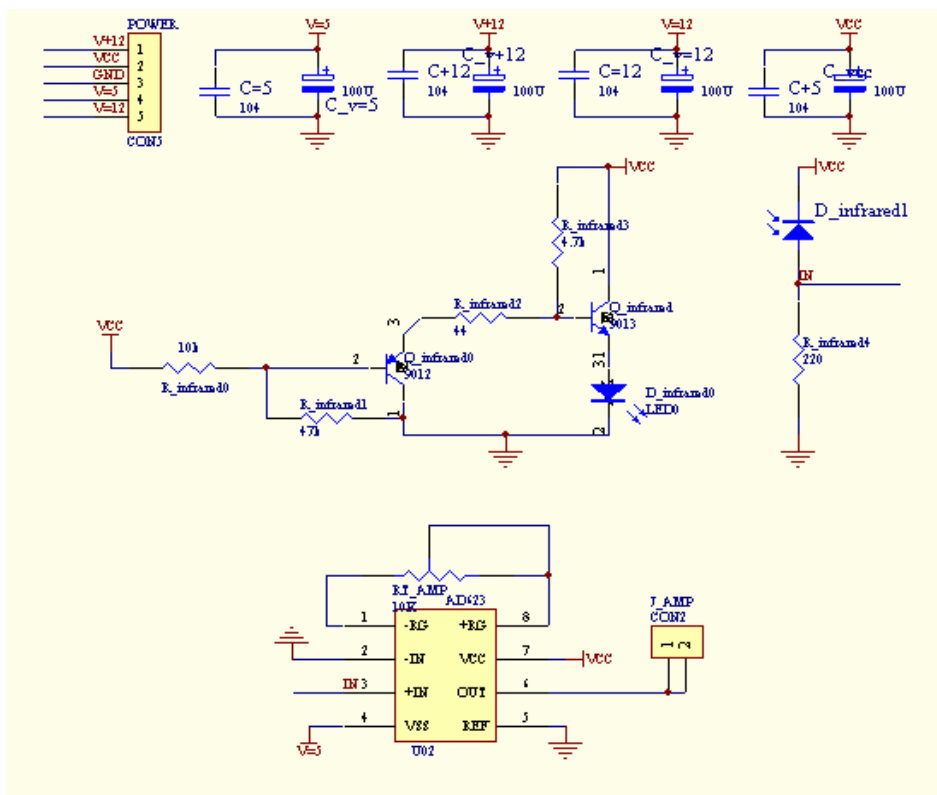 POWER
V+12 1
VCC 2
GND 3
V=5 4
V=12 5
CON5
V=5
C=5
104
100U
C_v=5
V+12
C_v+12
C+12
104
100U
V=12
C_v=12
C=12
104
100U
VCC
C_vcc
C+5
104
100U
VCC
R_infrared3
4.7k
1
R_infrared2
44
2
Q_infrared
9013
31
D_infrared0
LED0
2
VCC
10k
R_infrared0
3
2
Q_infrared0
9012
R_infrared1
47k
1
VCC
D_infrared1
IN
R_infrared4
220
RT_AMP
10K
AD623
1 -RG +RG 8
2 -IN VCC 7 VCC
IN 3 +IN OUT 6
4 VSS REF 5
V=5
U02
J_AMP
CON2
1 2